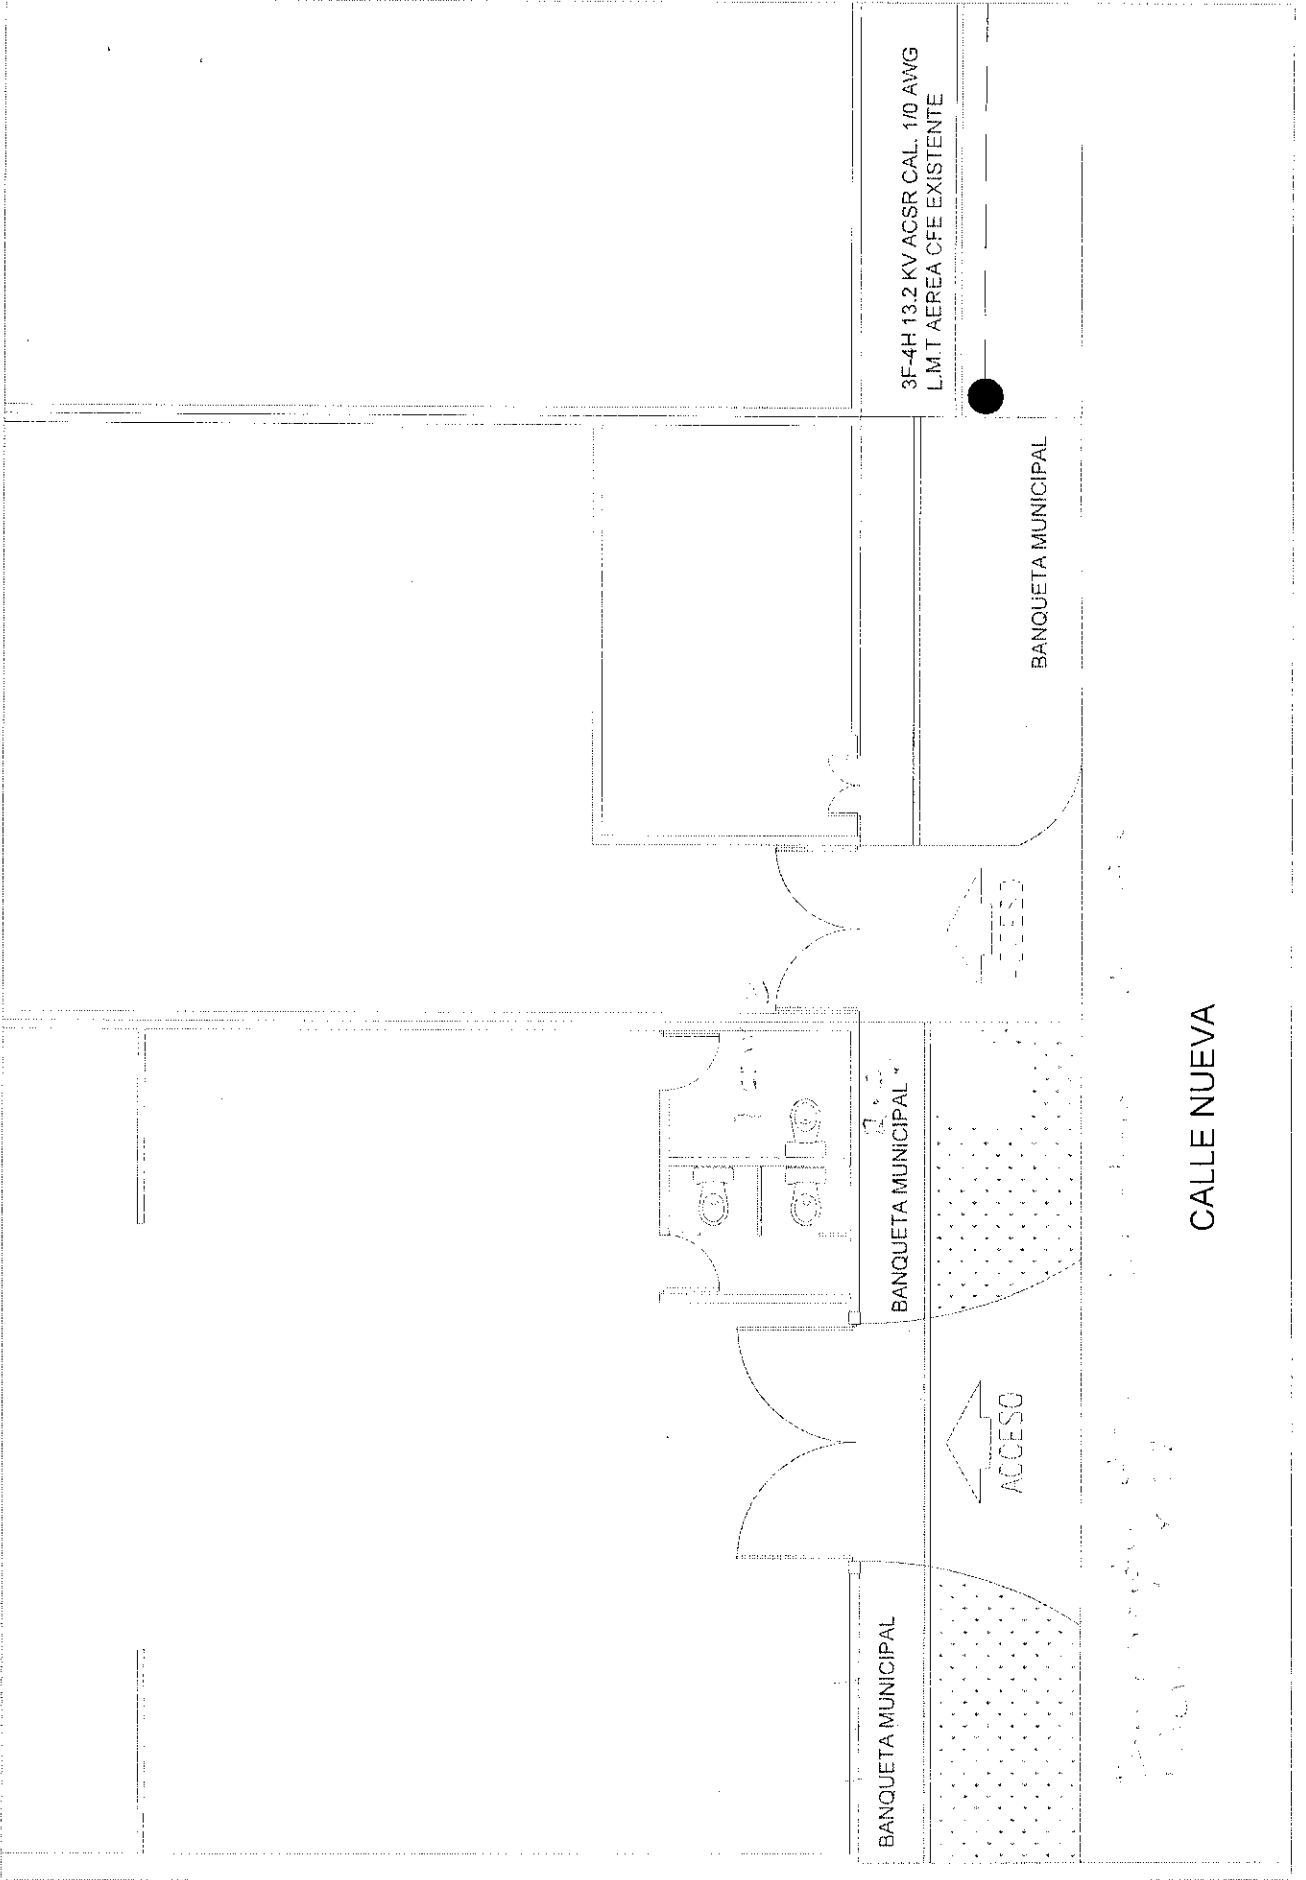 3F-4H 13.2 KV ACSR CAL. 1/0 AWG
L.M.T AEREA CFE EXISTENTE
BANQUETA MUNICIPAL
BANQUETA MUNICIPAL
ACCESO
BANQUETA MUNICIPAL
CALLE NUEVA